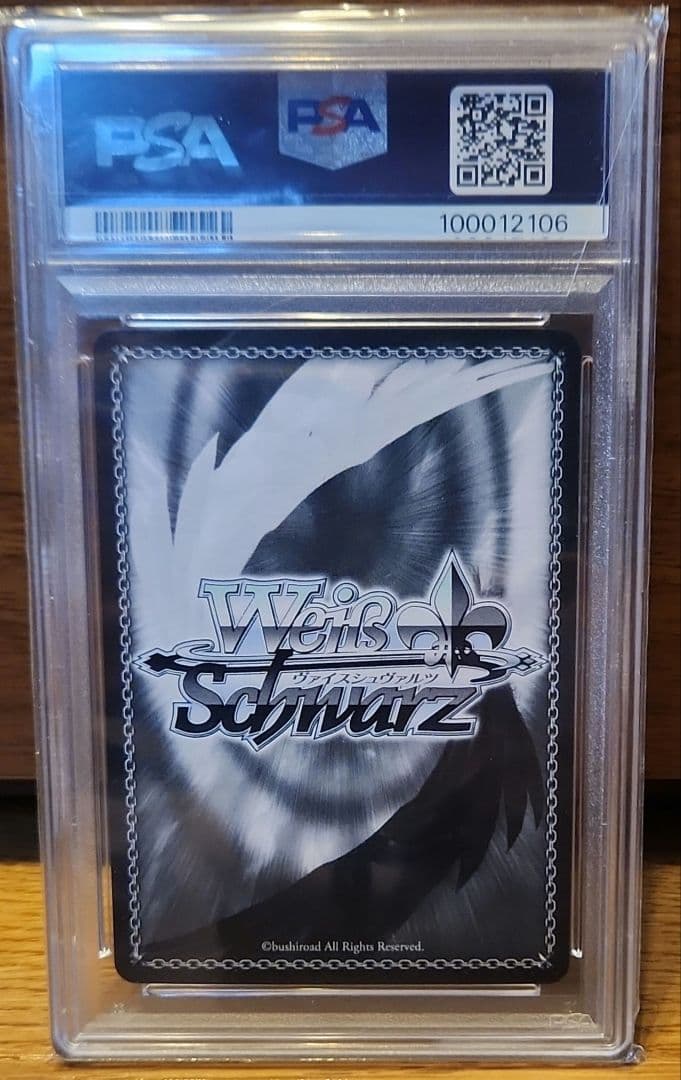 PSA
PSA
100012106
Weiß
ヴァイスシュヴァルツ
Schwarz
©bushiroad All Rights Reserved.
PSA